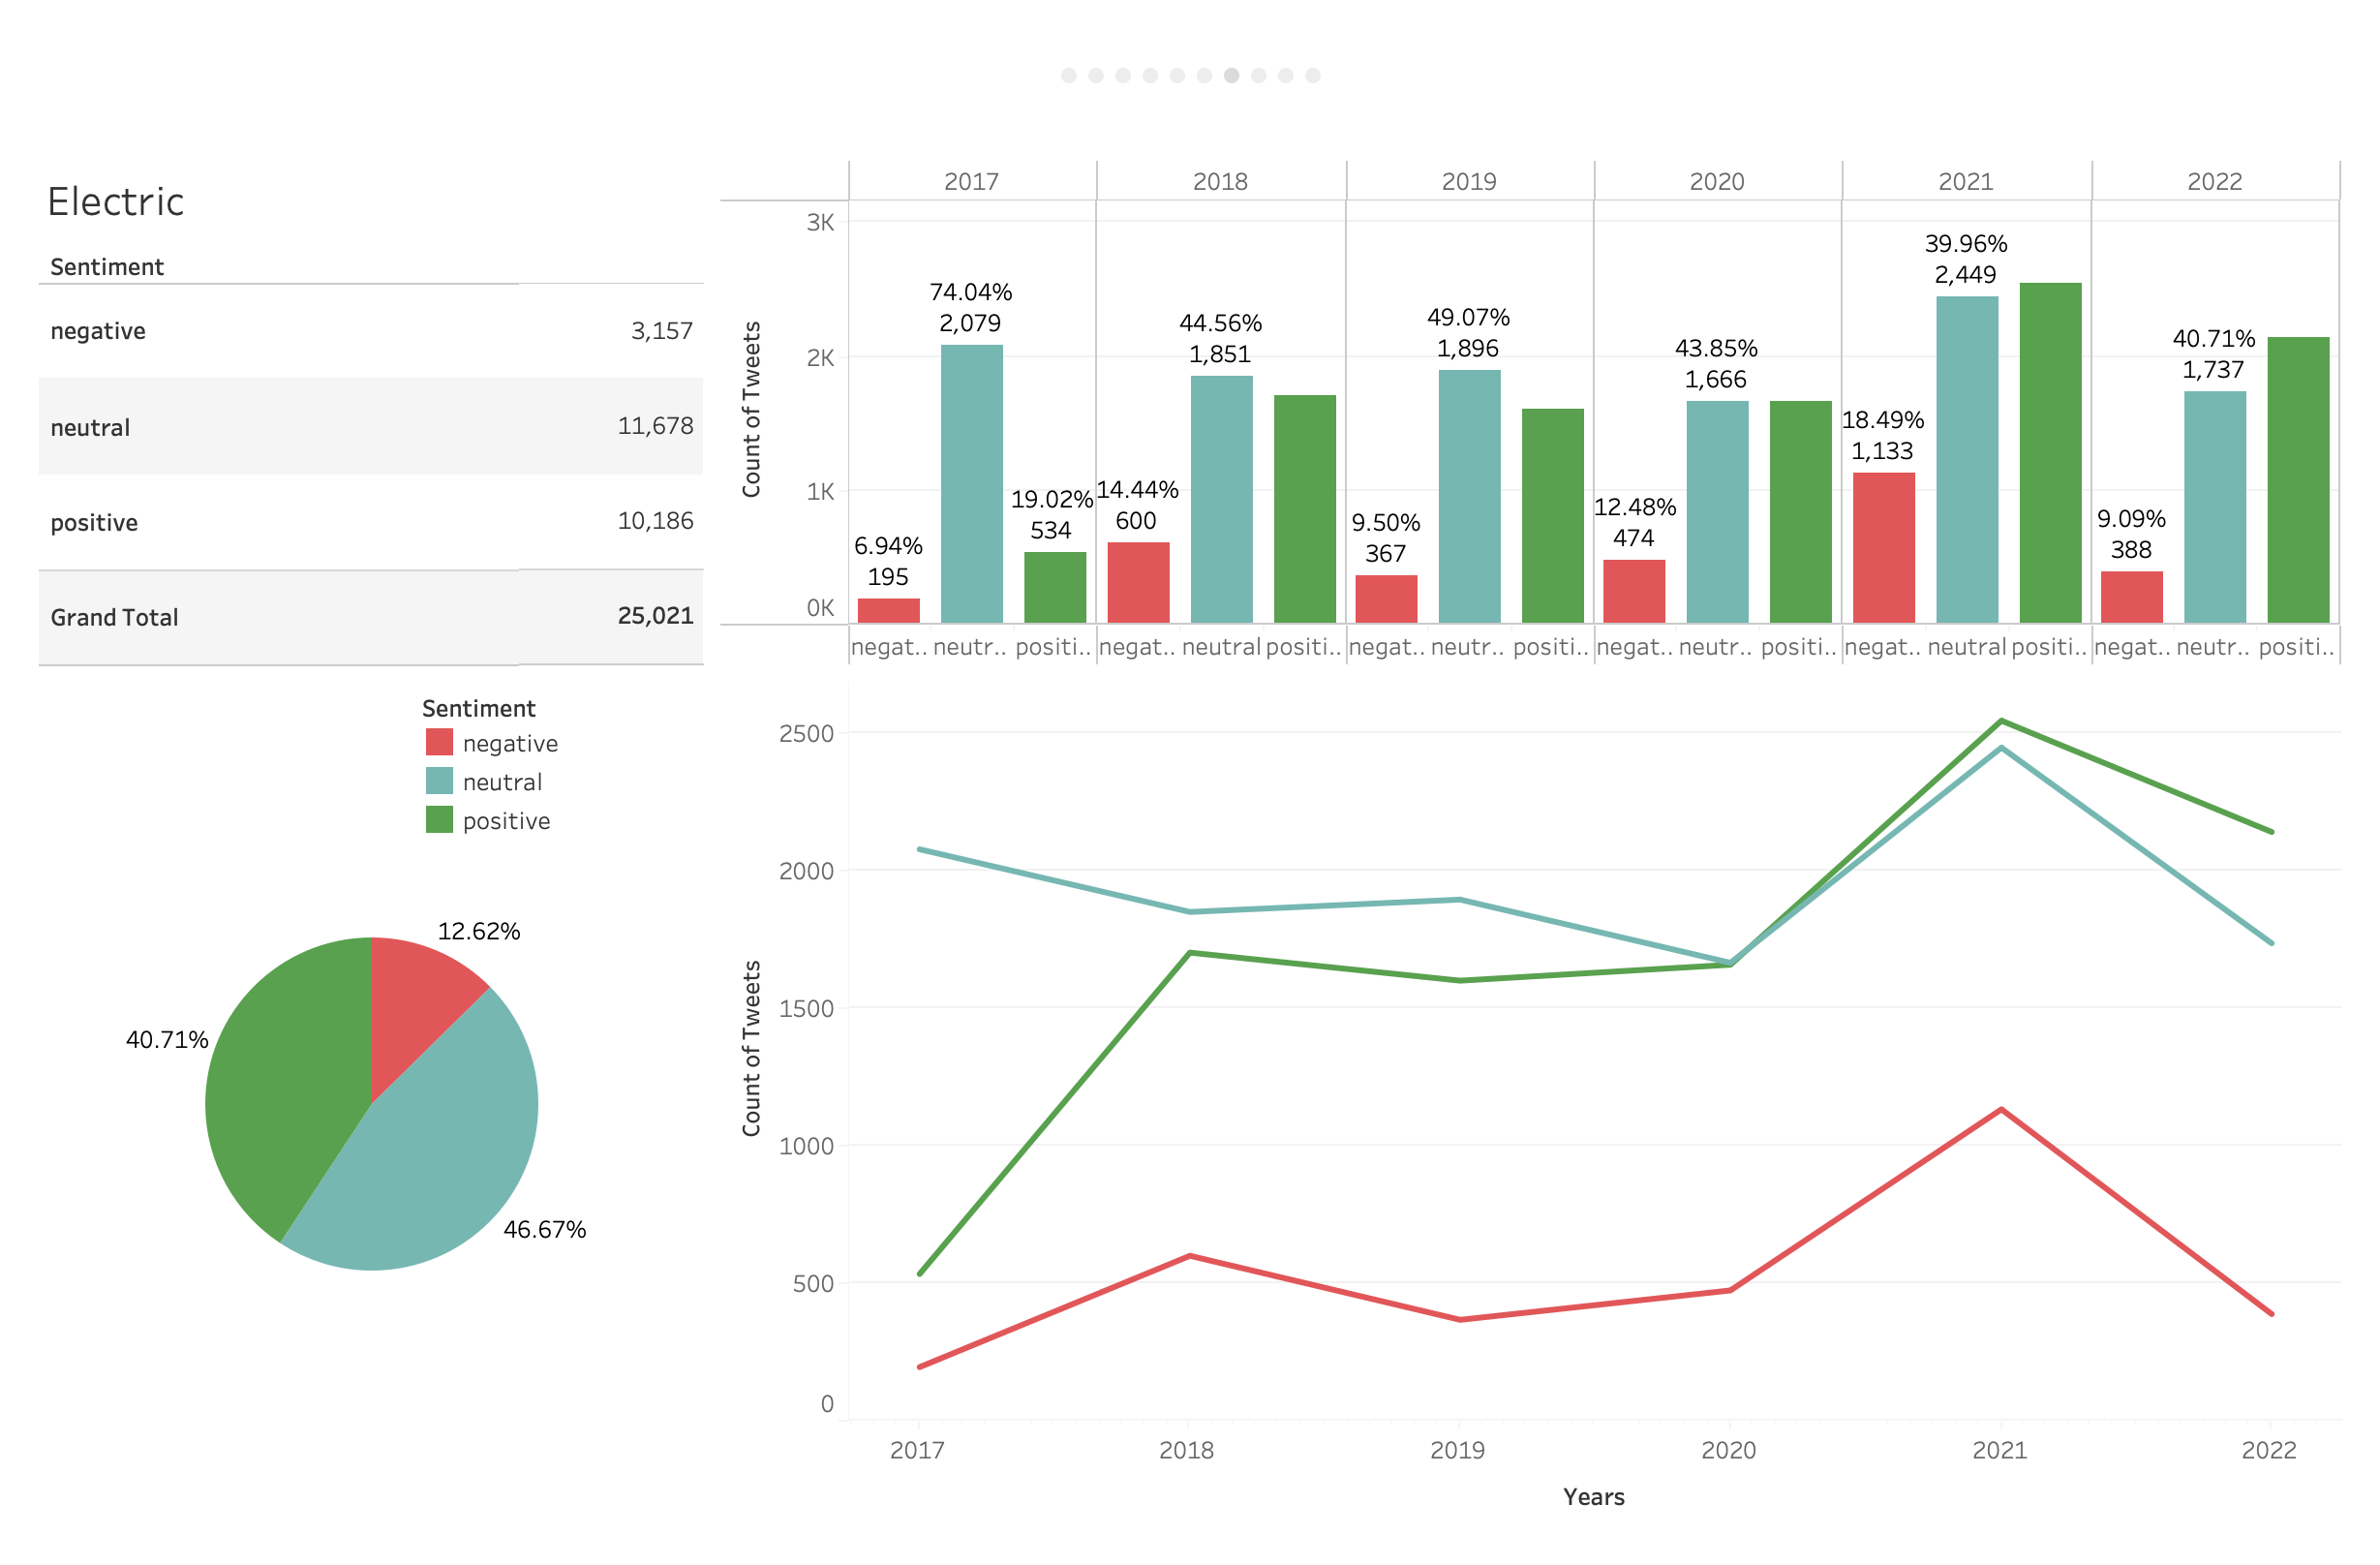 Electric
Sentiment
negative 3,157
neutral 11,678
positive 10,186
Grand Total 25,021
Sentiment
negative
neutral
positive
12.62%
40.71%
46.67%
2017 2018 2019 2020 2021 2022
Count of Tweets
3K
2K
1K
0K
6.94%
195
74.04%
2,079
19.02%
534
14.44%
600
44.56%
1,851
9.50%
367
49.07%
1,896
12.48%
474
43.85%
1,666
18.49%
1,133
39.96%
2,449
9.09%
388
40.71%
1,737
negat.. neutr.. positi.. negat.. neutral positi.. negat.. neutr.. positi.. negat.. neutr.. positi.. negat.. neutral positi.. negat.. neutr.. positi..
Count of Tweets
2500
2000
1500
1000
500
0
2017 2018 2019 2020 2021 2022
Years